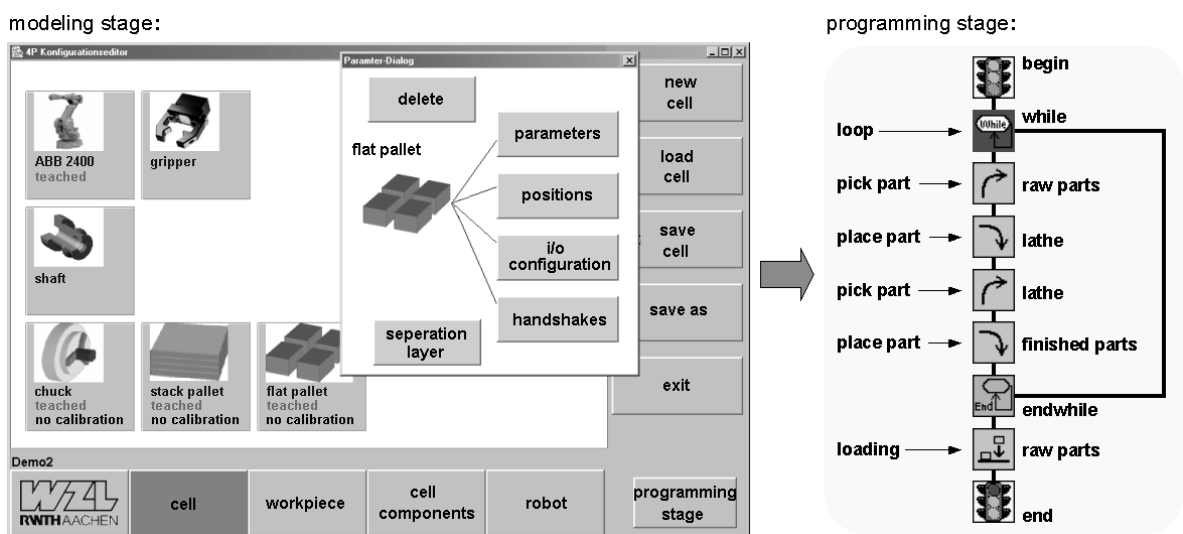 modeling stage:
programming stage:
4P Konfigurationseditor
Paramter-Dialog
ABB 2400
teached
gripper
shaft
chuck
teached
no calibration
stack pallet
teached
no calibration
flat pallet
teached
no calibration
delete
flat pallet
parameters
positions
i/o
configuration
handshakes
seperation
layer
new
cell
load
cell
save
cell
save as
exit
Demo2
WZL
RWTHAACHEN
cell
workpiece
cell
components
robot
programming
stage
begin
loop
While
while
pick part
raw parts
place part
lathe
pick part
lathe
place part
finished parts
End
endwhile
loading
raw parts
end